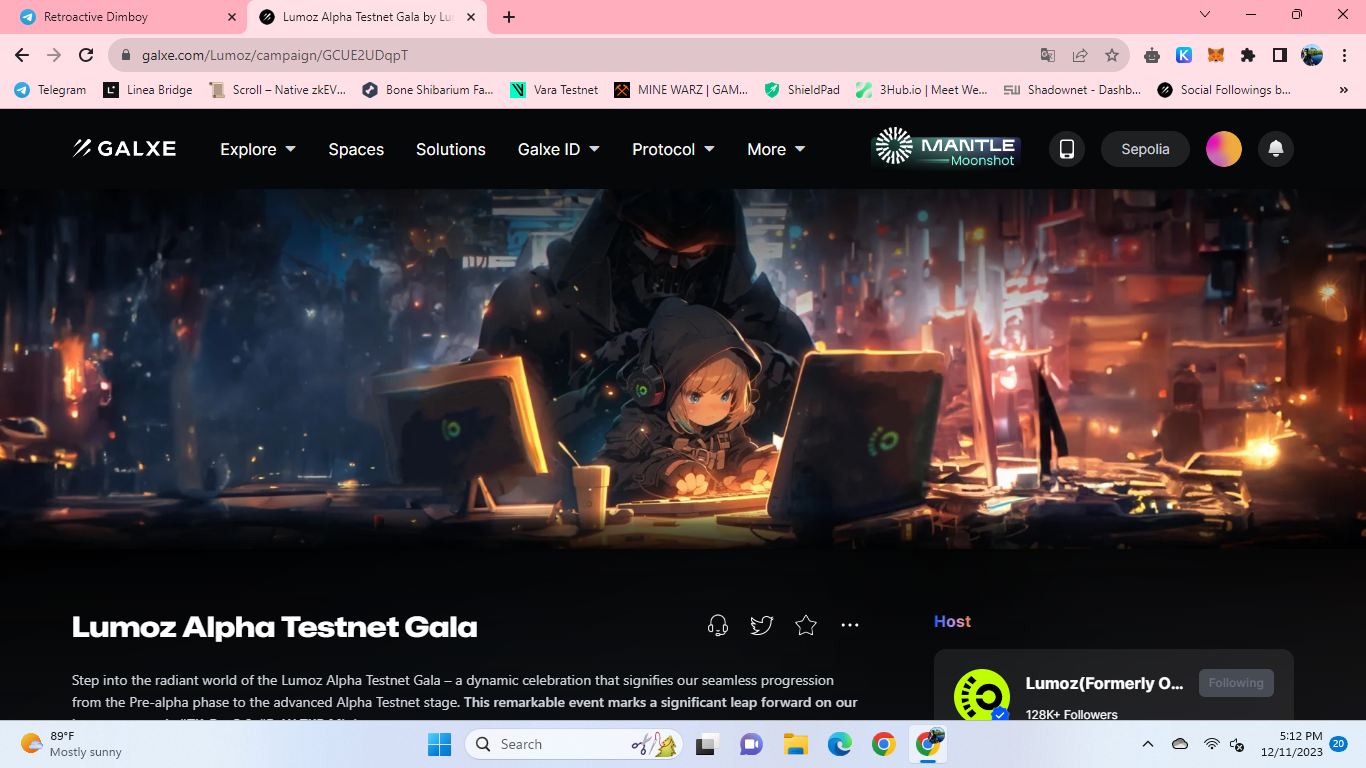 Retroactive Dimboy
Lumoz Alpha Testnet Gala by Lu
galxe.com/Lumoz/campaign/GCUE2UDqpT
Telegram
Linea Bridge
Scroll – Native zkEV...
Bone Shibarium Fa...
Vara Testnet
MINE WARZ | GAM...
ShieldPad
3Hub.io | Meet We...
Shadownet - Dashb...
Social Followings b...
GALXE
Explore
Spaces
Solutions
Galxe ID
Protocol
More
MANTLE
Moonshot
Sepolia
Lumoz Alpha Testnet Gala
Host
Step into the radiant world of the Lumoz Alpha Testnet Gala – a dynamic celebration that signifies our seamless progression
from the Pre-alpha phase to the advanced Alpha Testnet stage. This remarkable event marks a significant leap forward on our
Lumoz(Formerly O...
Following
128K+ Followers
89°F
Mostly sunny
Search
5:12 PM
12/11/2023
20